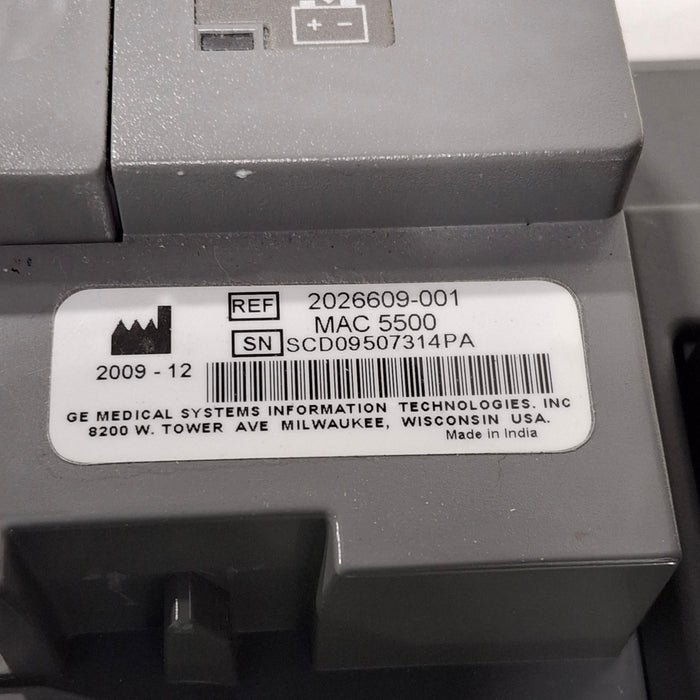 REF 2026609-001
MAC 5500
SN SCD09507314PA
2009 - 12
GE MEDICAL SYSTEMS INFORMATION TECHNOLOGIES. INC
8200 W. TOWER AVE MILWAUKEE, WISCONSIN USA.
Made in India